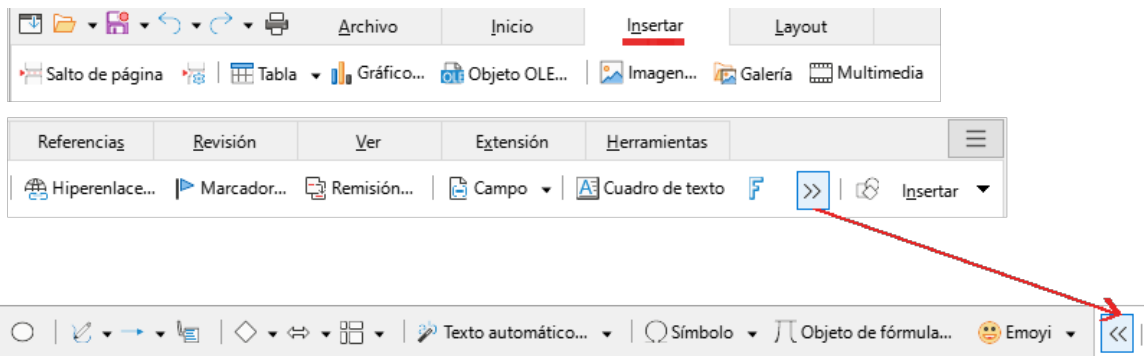 Archivo Inicio Insertar Layout
Salto de página Tabla Gráfico... OLE Objeto OLE... Imagen... Galería Multimedia
Referencias Revisión Ver Extensión Herramientas
Hiperenlace... Marcador... Remisión... Campo Cuadro de texto Insertar
Texto automático... Símbolo Objeto de fórmula... Emoyi